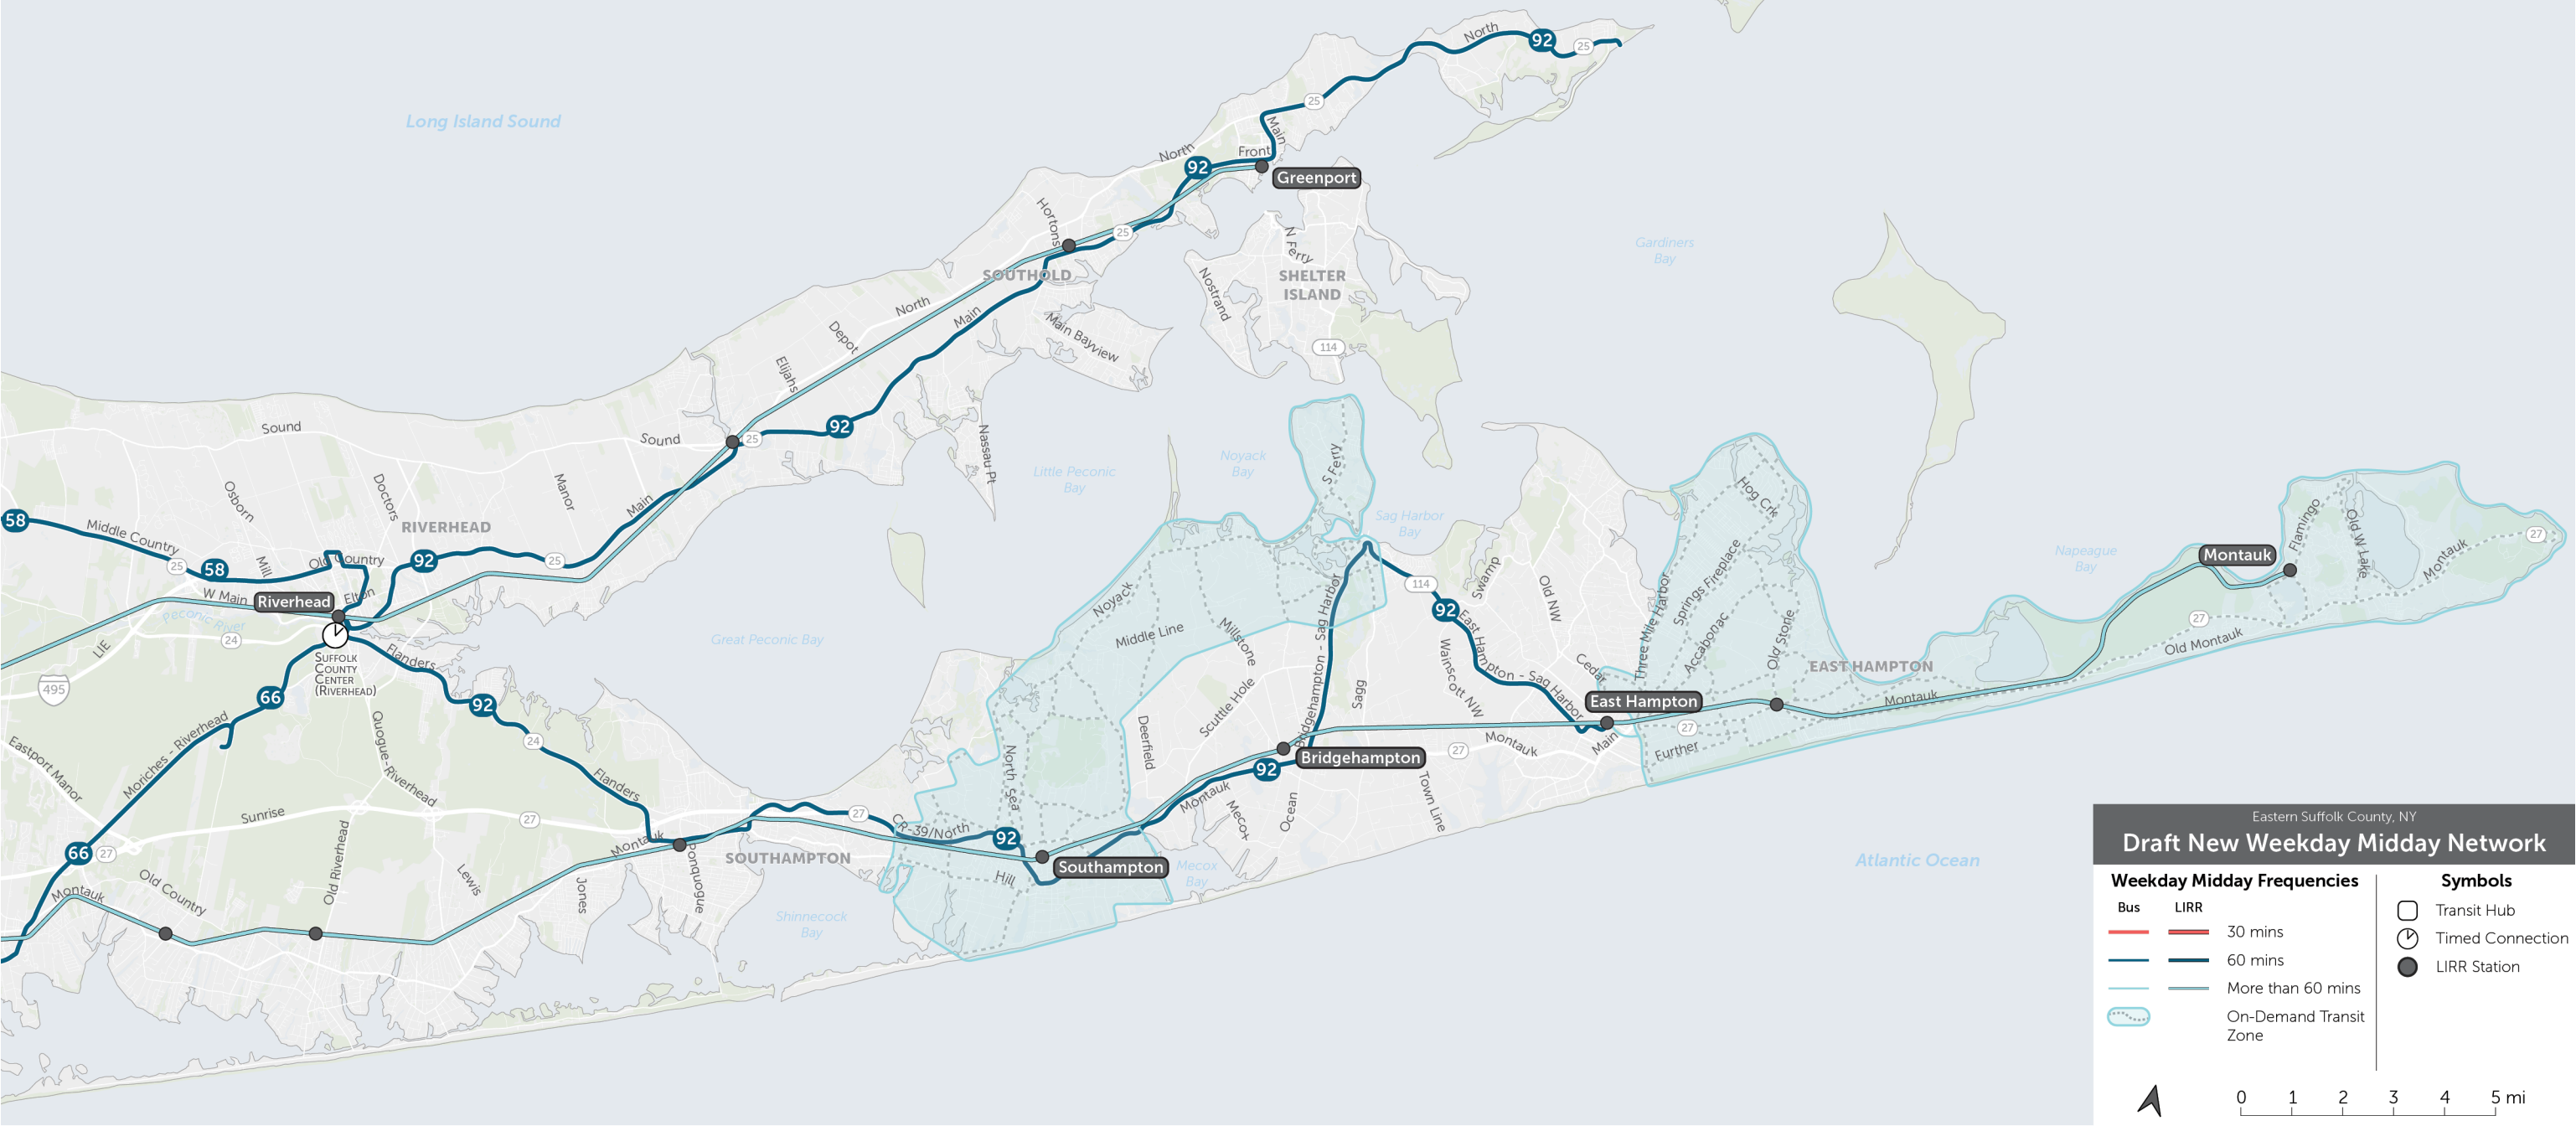 North
92
25
Long Island Sound
25
Main
Front
North
92
Greenport
Hortons
25
SOUTHOLD
N Ferry
Nostrand
SHELTER
ISLAND
114
Gardiners
Bay
North
Main
Main Bayview
Depot
Elijahs
25
92
Nassau Pt
Sound
Sound
Little Peconic
Bay
Noyack
Bay
S Ferry
Sag Harbor
Bay
Hog Crk
Osborn
Doctors
Manor
Main
RIVERHEAD
58
Middle Country
25
58
Mill
Old Country
92
25
W Main
Riverhead
Elton
Peconic River
24
LIE
495
SUFFOLK
COUNTY
CENTER
(RIVERHEAD)
Flanders
66
92
Great Peconic Bay
Noyack
Middle Line
Millstone
Bridgehampton - Sag Harbor
114
92
Swamp
Old NW
East Hampton - Sag Harbor
Wainscott NW
Cedar
Three Mile Harbor
Springs Fireplace
Accabonac
Old Stone
EAST HAMPTON
Napeague
Bay
Montauk
Flamingo
Old W Lake
Montauk
27
27
Old Montauk
Montauk
Eastport Manor
Moriches - Riverhead
Quogue-Riverhead
24
Flanders
Scuttle Hole
Sagg
Deerfield
North Sea
East Hampton
27
Further
Main
Montauk
27
Bridgehampton
92
Montauk
Mecox
Ocean
Town Line
Sunrise
27
27
CR-39/North
92
66
27
Montauk
SOUTHAMPTON
Ponquogue
Southampton
Hill
Mecox
Bay
Montauk
Old Country
Old Riverhead
Lewis
Jones
Shinnecock
Bay
Atlantic Ocean
Eastern Suffolk County, NY
Draft New Weekday Midday Network
Weekday Midday Frequencies
Bus LIRR
30 mins
60 mins
More than 60 mins
On-Demand Transit
Zone
Symbols
Transit Hub
Timed Connection
LIRR Station
0 1 2 3 4 5 mi